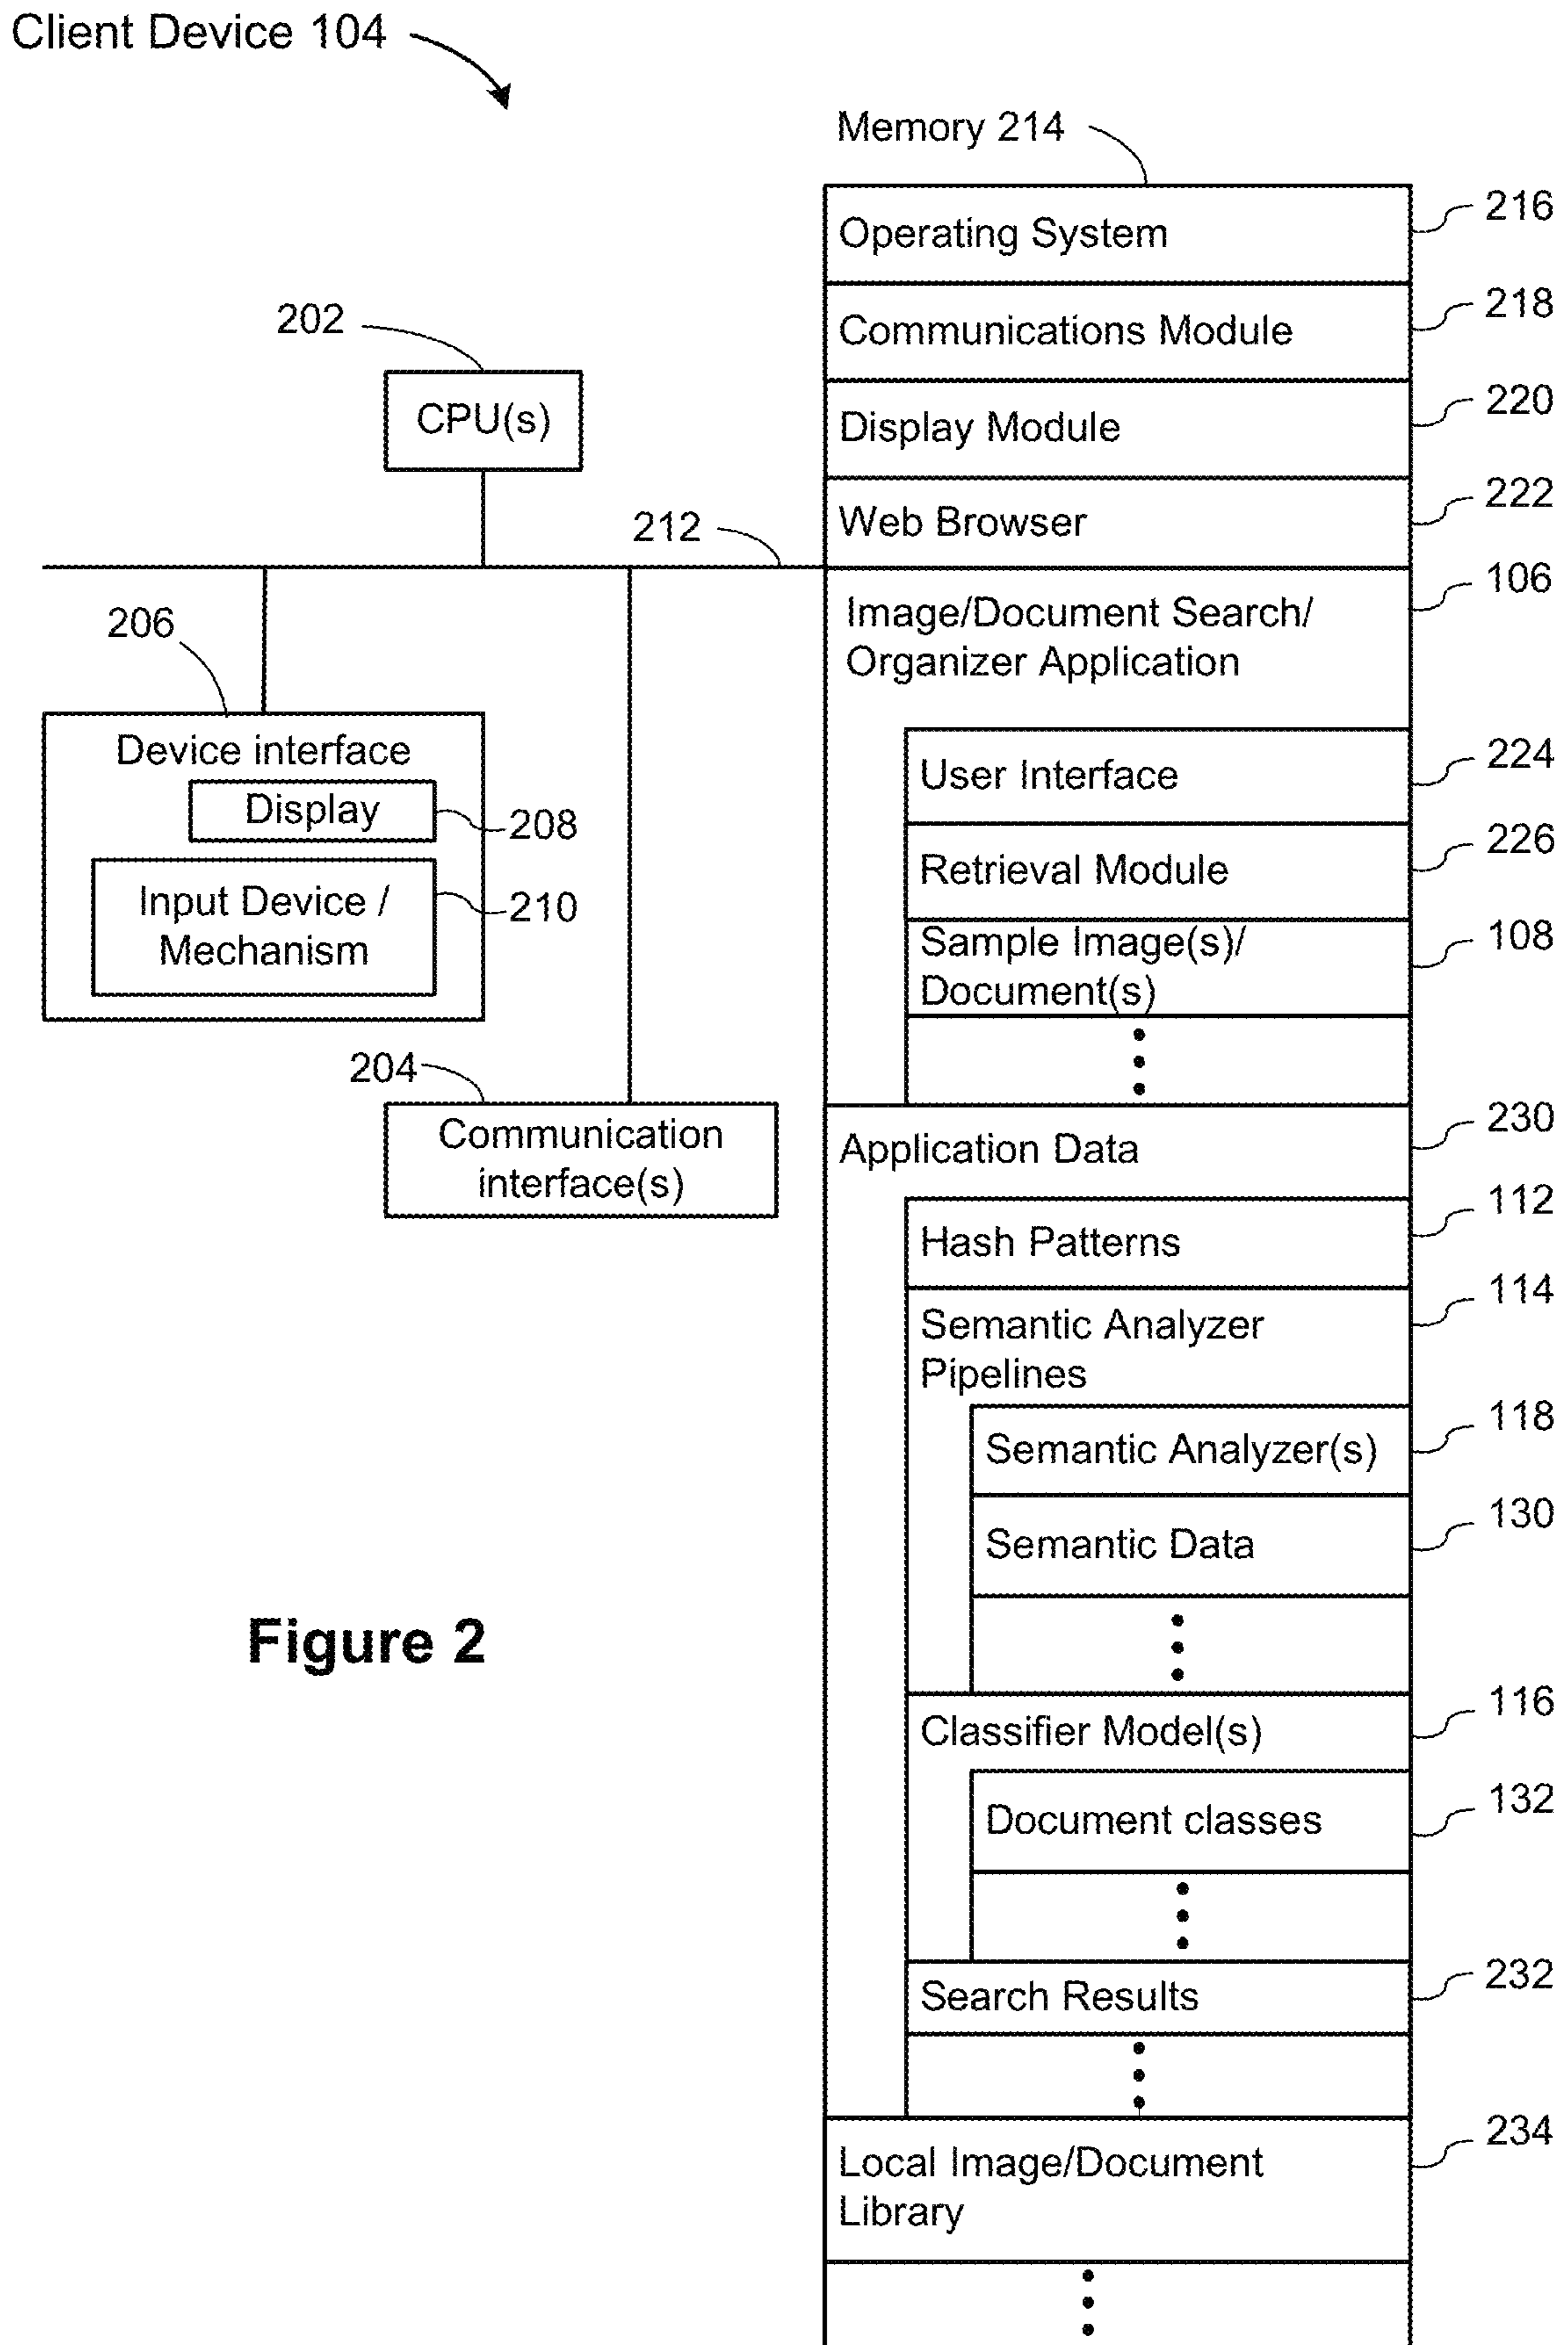 Client Device 104
Memory 214
Operating System
216
Communications Module
218
Display Module
220
Web Browser
222
202
CPU(s)
212
206
Device interface
Display
208
Input Device /
Mechanism
210
204
Communication
interface(s)
Image/Document Search/
Organizer Application
106
User Interface
224
Retrieval Module
226
Sample Image(s)/
Document(s)
108
Application Data
230
Hash Patterns
112
Semantic Analyzer
Pipelines
114
Semantic Analyzer(s)
118
Semantic Data
130
Classifier Model(s)
116
Document classes
132
Search Results
232
Local Image/Document
Library
234
Figure 2